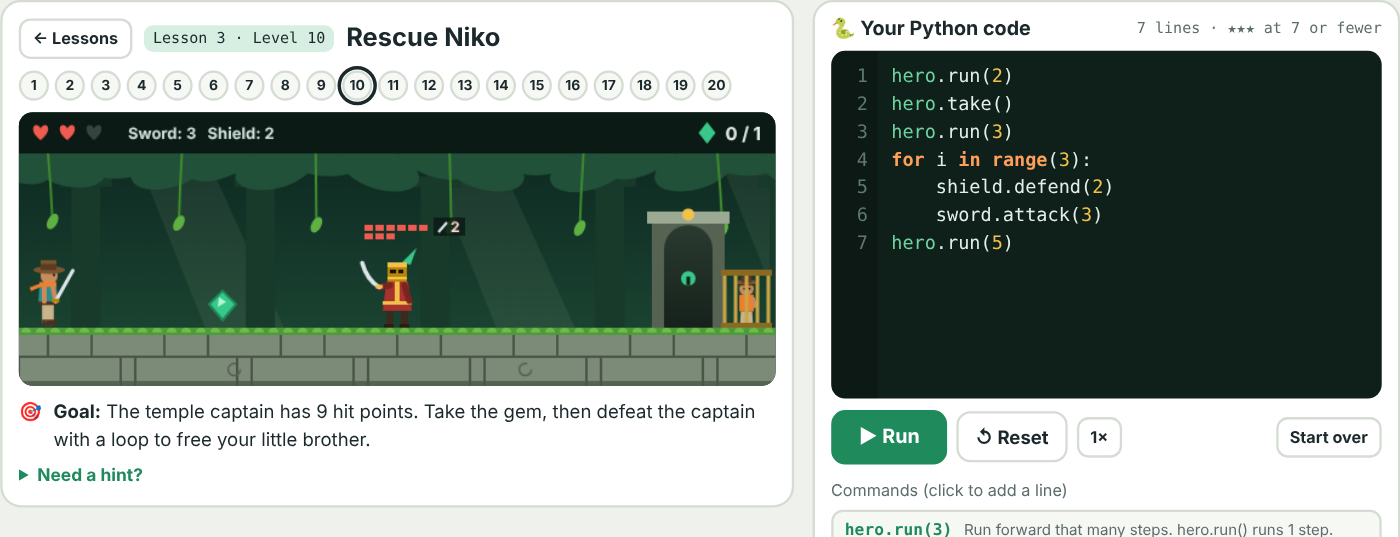 ← Lessons
Lesson 3 · Level 10
Rescue Niko
1 2 3 4 5 6 7 8 9 10 11 12 13 14 15 16 17 18 19 20
Sword: 3 Shield: 2
0 / 1
2
🎯 Goal: The temple captain has 9 hit points. Take the gem, then defeat the captain
with a loop to free your little brother.
▶ Need a hint?
🐍 Your Python code
7 lines · ★★★ at 7 or fewer
1 hero.run(2)
2 hero.take()
3 hero.run(3)
4 for i in range(3):
5     shield.defend(2)
6     sword.attack(3)
7 hero.run(5)
▶ Run
↺ Reset
1×
Start over
Commands (click to add a line)
hero.run(3) Run forward that many steps. hero.run() runs 1 step.